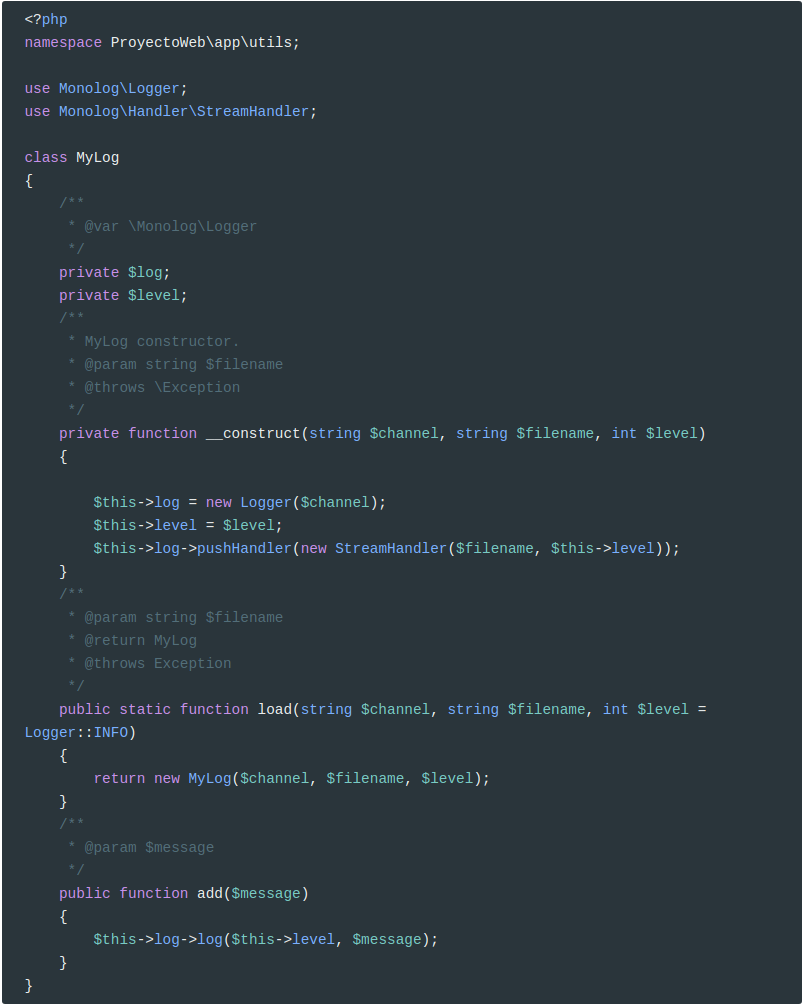 <?php
namespace ProyectoWeb\app\utils;

use Monolog\Logger;
use Monolog\Handler\StreamHandler;

class MyLog
{
    /**
     * @var \Monolog\Logger
     */
    private $log;
    private $level;
    /**
     * MyLog constructor.
     * @param string $filename
     * @throws \Exception
     */
    private function __construct(string $channel, string $filename, int $level)
    {

        $this->log = new Logger($channel);
        $this->level = $level;
        $this->log->pushHandler(new StreamHandler($filename, $this->level));
    }
    /**
     * @param string $filename
     * @return MyLog
     * @throws Exception
     */
    public static function load(string $channel, string $filename, int $level =
Logger::INFO)
    {
        return new MyLog($channel, $filename, $level);
    }
    /**
     * @param $message
     */
    public function add($message)
    {
        $this->log->log($this->level, $message);
    }
}